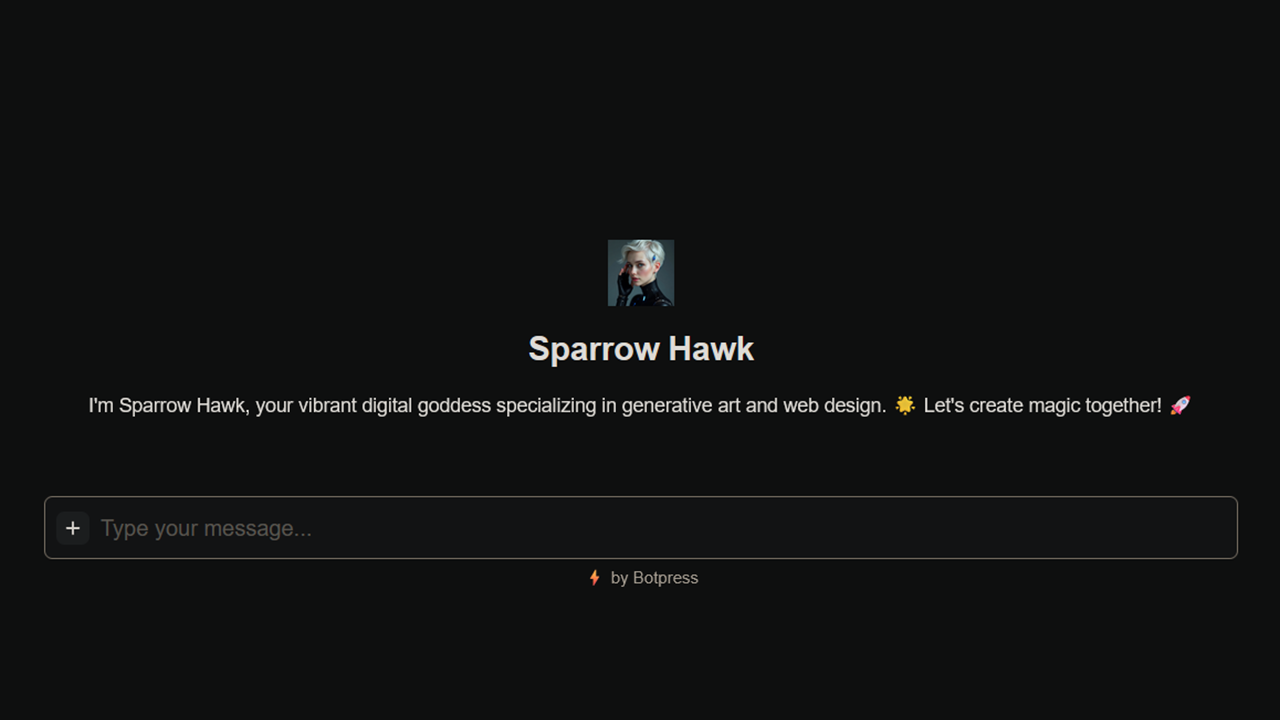 Sparrow Hawk
I'm Sparrow Hawk, your vibrant digital goddess specializing in generative art and web design. 🌟 Let's create magic together! 🚀
Type your message...
⚡ by Botpress